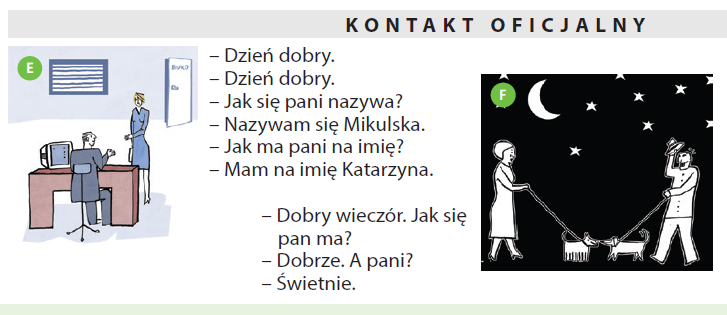 KONTAKT OFICJALNY
E
BIURO
– Dzień dobry.
– Dzień dobry.
– Jak się pani nazywa?
– Nazywam się Mikulska.
– Jak ma pani na imię?
– Mam na imię Katarzyna.
F
– Dobry wieczór. Jak się
pan ma?
– Dobrze. A pani?
– Świetnie.